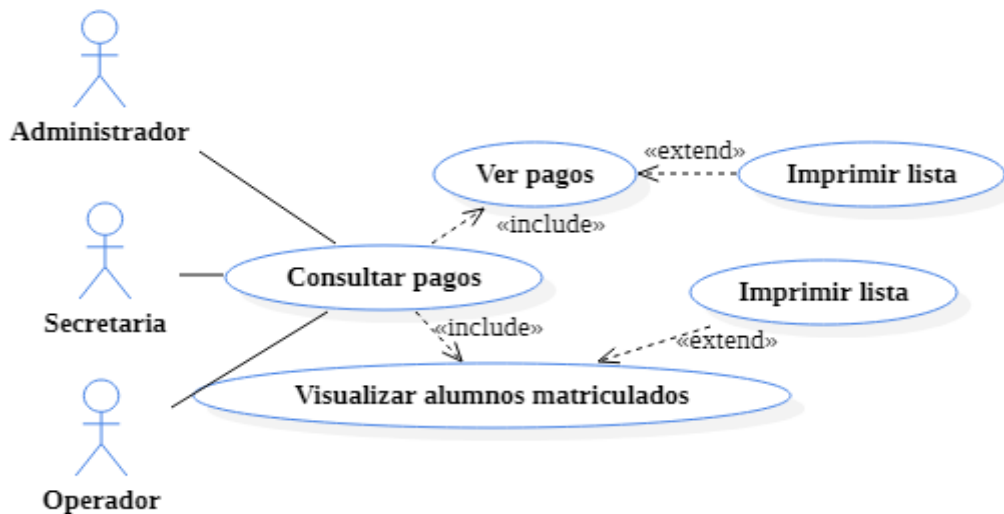 Administrador
«extend»
Ver pagos
Imprimir lista
«include»
Consultar pagos
Imprimir lista
Secretaria
«include»
«extend»
Visualizar alumnos matriculados
Operador